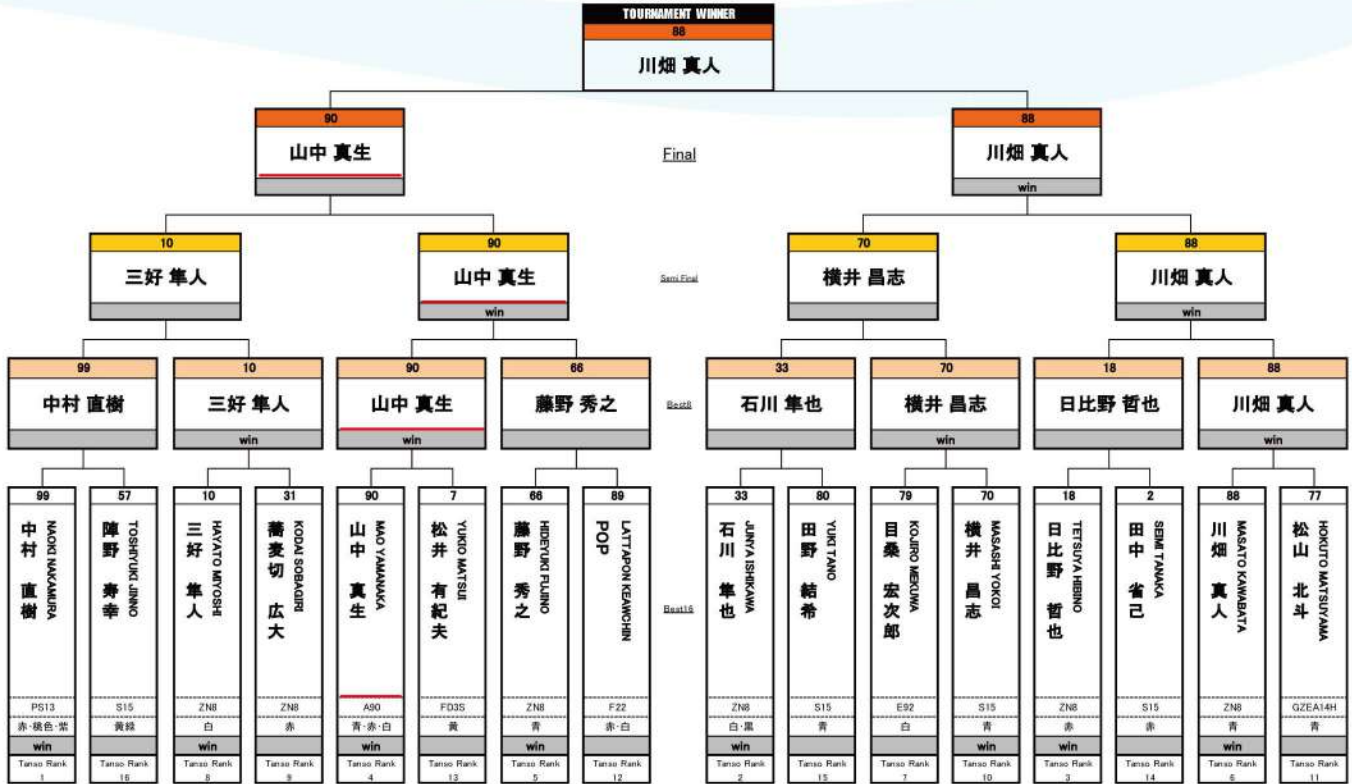 TOURNAMENT WINNER
88
川畑 真人
90
山中 真生
Final
88
川畑 真人
win
10
三好 隼人
90
山中 真生
win
Semi Final
70
横井 昌志
88
川畑 真人
win
99
中村 直樹
10
三好 隼人
win
90
山中 真生
win
66
藤野 秀之
Best8
33
石川 隼也
70
横井 昌志
win
18
日比野 哲也
88
川畑 真人
win
99
中村 直樹
NAOKI NAKAMURA
PS13
赤・桃色・紫
win
Tanso Rank
1
57
陣野 寿幸
TOSHIYUKI JINNO
S15
黄緑
Tanso Rank
16
10
三好 隼人
HAYATO MIYOSHI
ZN8
白
win
Tanso Rank
8
31
蕎麦切 広大
KODAI SOBAGIRI
ZN8
赤
Tanso Rank
9
90
山中 真生
MAO YAMANAKA
A90
青・赤・白
win
Tanso Rank
4
7
松井 有紀夫
YUKIO MATSUI
FD3S
黄
Tanso Rank
13
66
藤野 秀之
HIDEYUKI FUJINO
ZN8
青
win
Tanso Rank
5
89
POP
LATTAPON KEAWCHIN
F22
赤・白
Tanso Rank
12
Best16
33
石川 隼也
JUNYA ISHIKAWA
ZN8
白・黒
win
Tanso Rank
2
80
田野 結希
YUKI TANO
S15
青
Tanso Rank
15
79
目桑 宏次郎
KOJIRO MEKUWA
E92
白
Tanso Rank
7
70
横井 昌志
MASASHI YOKOI
S15
青
win
Tanso Rank
10
18
日比野 哲也
TETSUYA HIBINO
ZN8
赤
win
Tanso Rank
3
2
田中 省己
SEIMI TANAKA
S15
赤
Tanso Rank
14
88
川畑 真人
MASATO KAWABATA
ZN8
青
win
Tanso Rank
6
77
松山 北斗
HOKUTO MATSUYAMA
GZEA14H
青
Tanso Rank
11